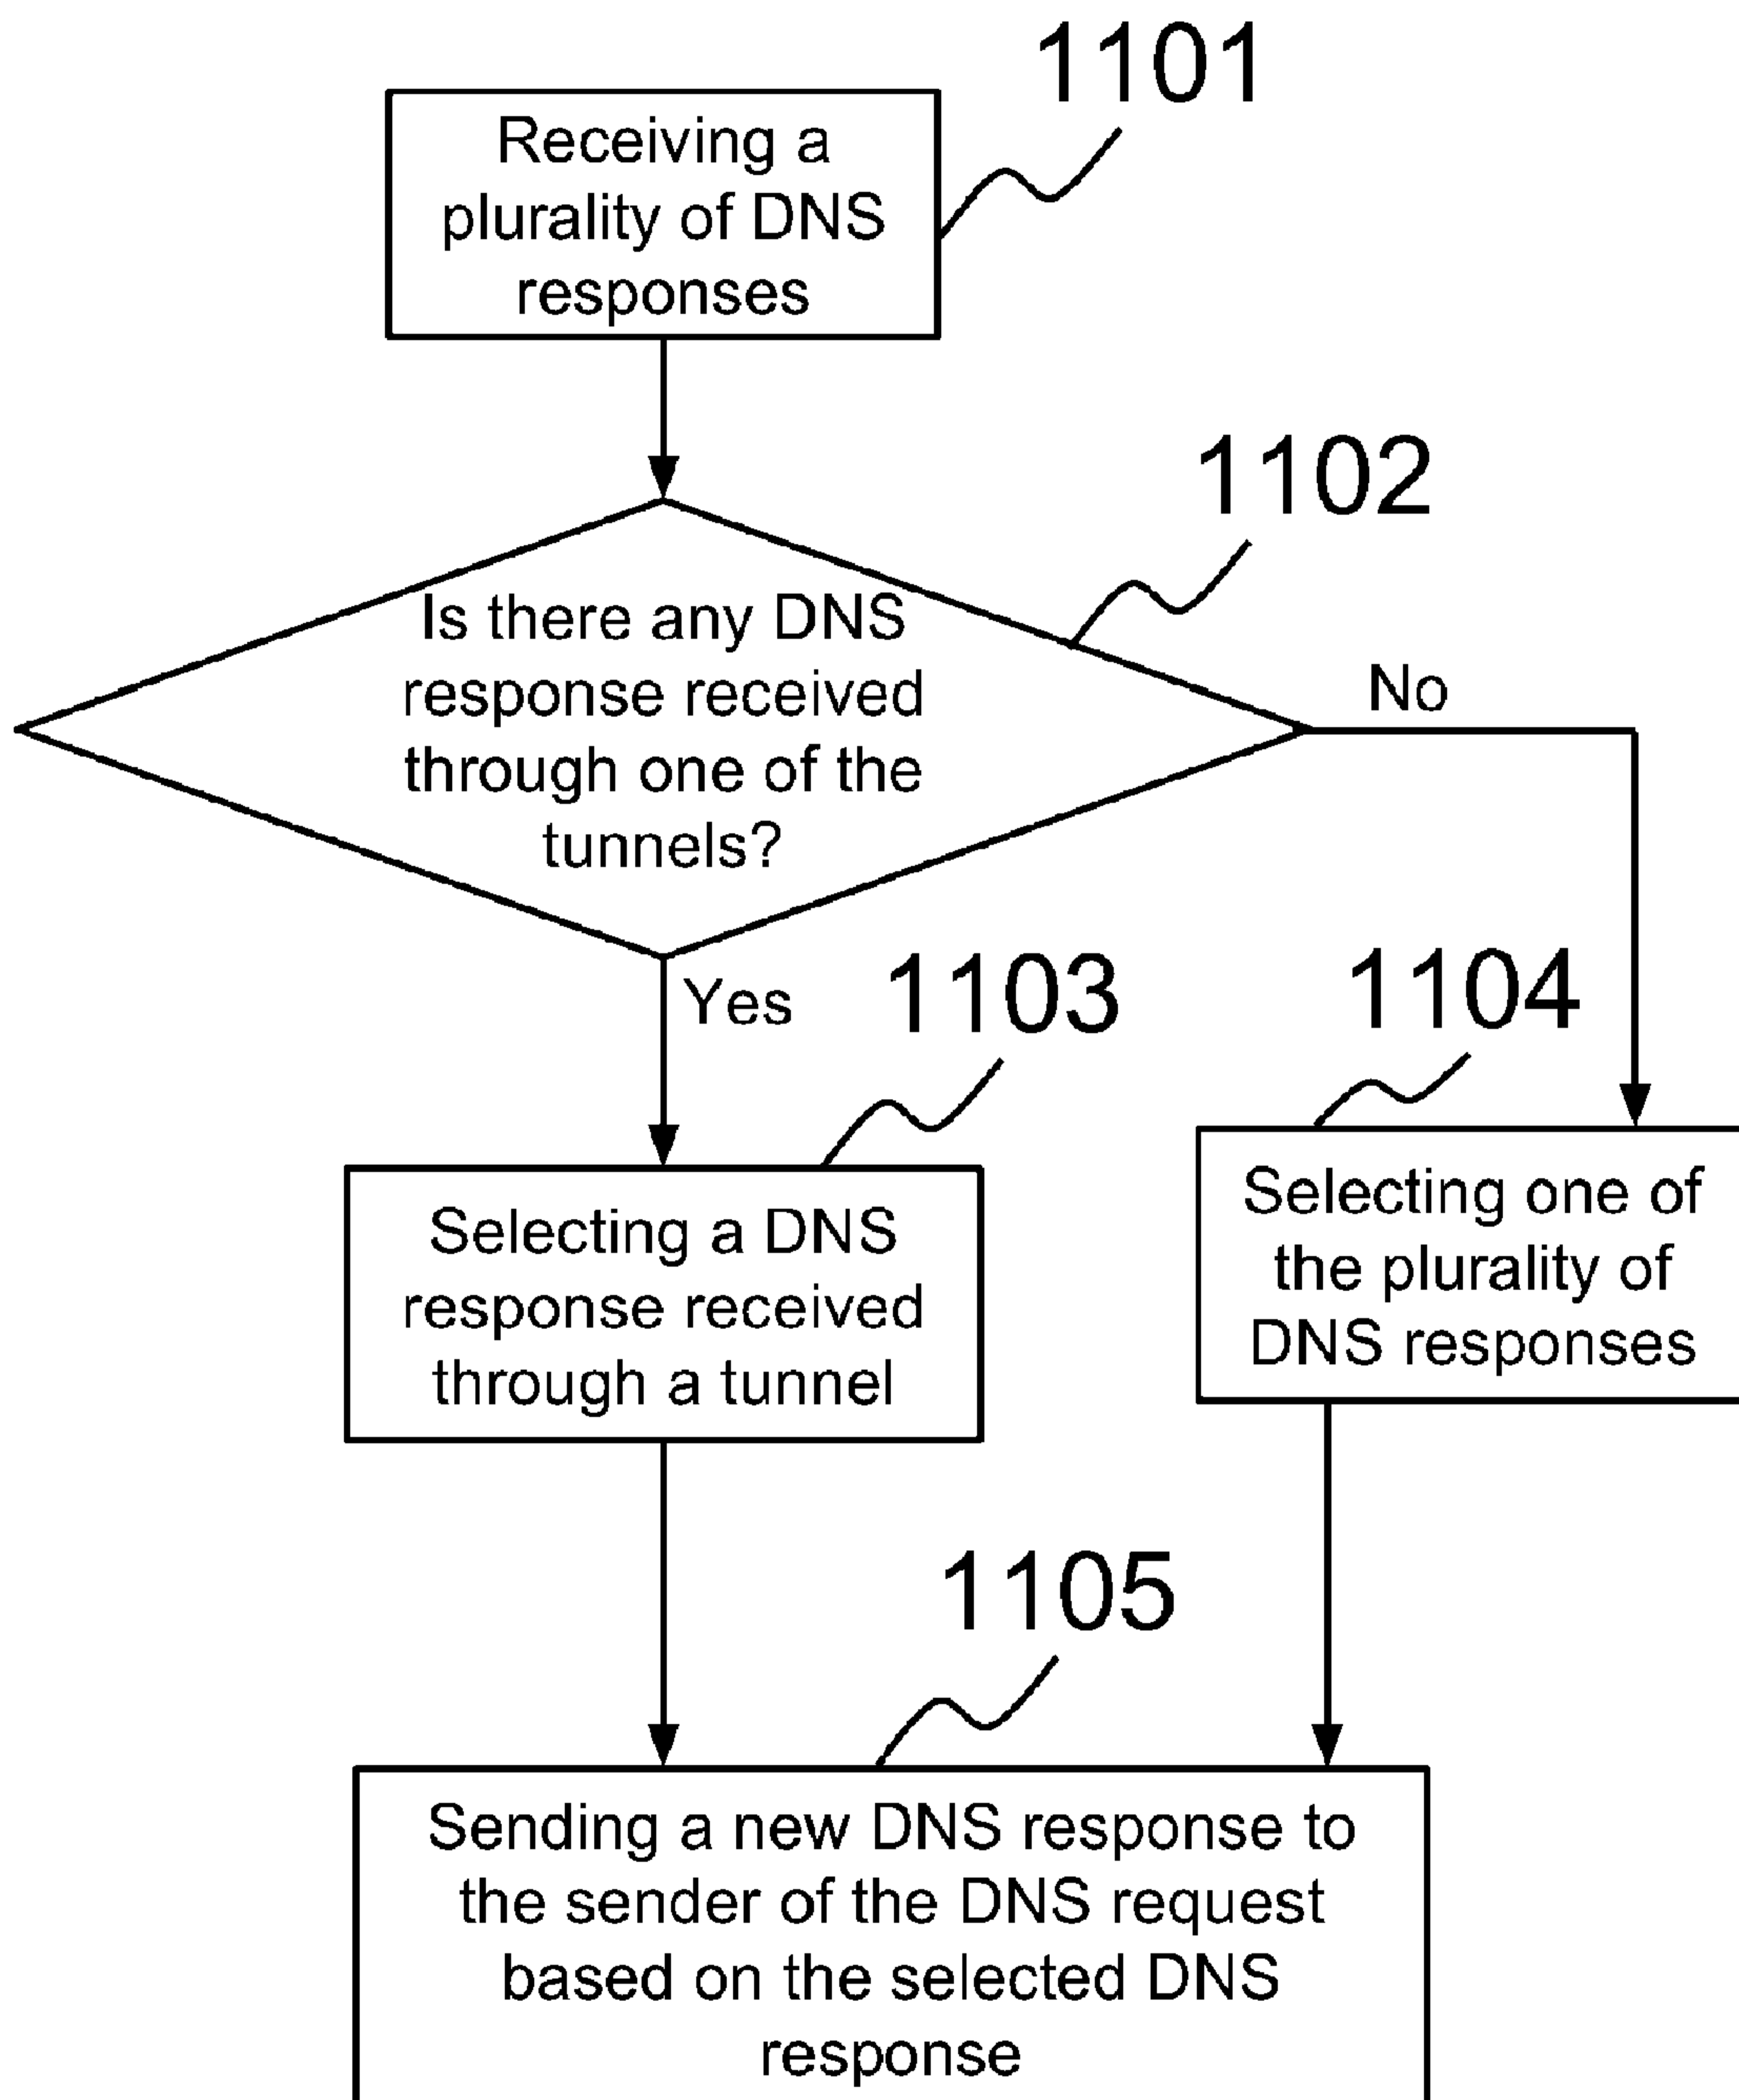 1101
Receiving a
plurality of DNS
responses
1102
Is there any DNS
response received
through one of the
tunnels?
No
Yes
1103
1104
Selecting a DNS
response received
through a tunnel
Selecting one of
the plurality of
DNS responses
1105
Sending a new DNS response to
the sender of the DNS request
based on the selected DNS
response